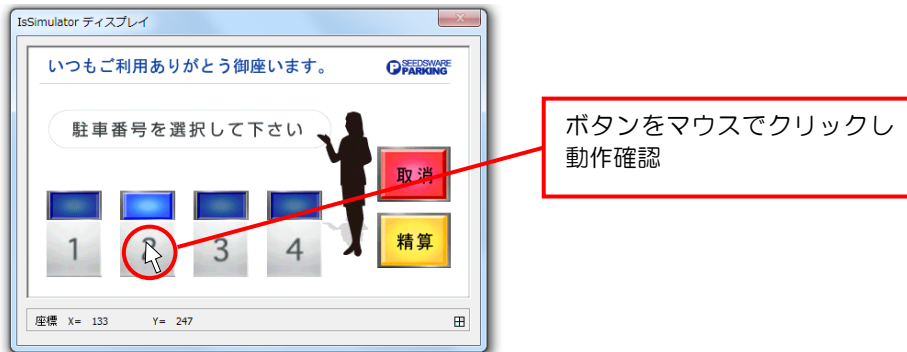 IsSimulator ディスプレイ
いつもご利用ありがとう御座います。
P SEEDSWARE
PARKING
駐車番号を選択して下さい
取消
精算
1 2 3 4
座標 X= 133 Y= 247
ボタンをマウスでクリックし
動作確認